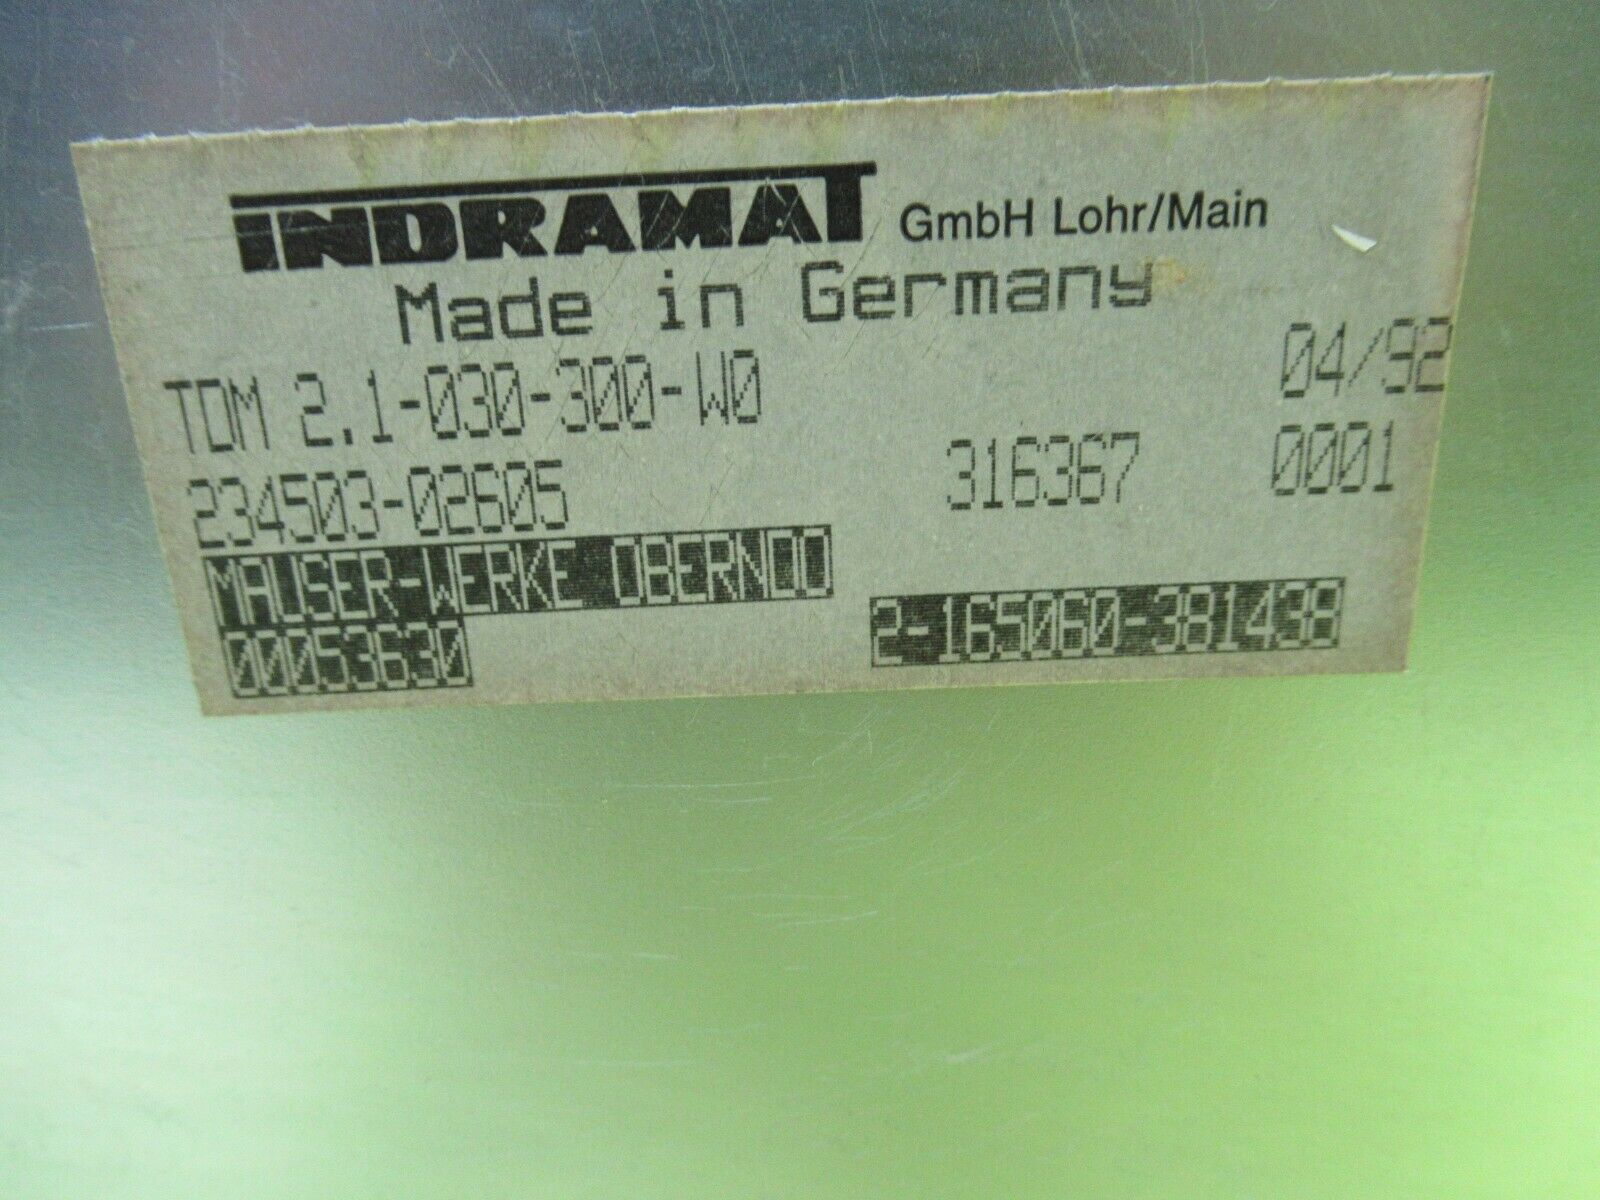 INDRAMAT GmbH Lohr/Main
Made in Germany
TDM 2.1-030-300-W0 04/92
234503-02605 316367 0001
MAUSER-WERKE OBERNDO
00053630 2-165060-381438